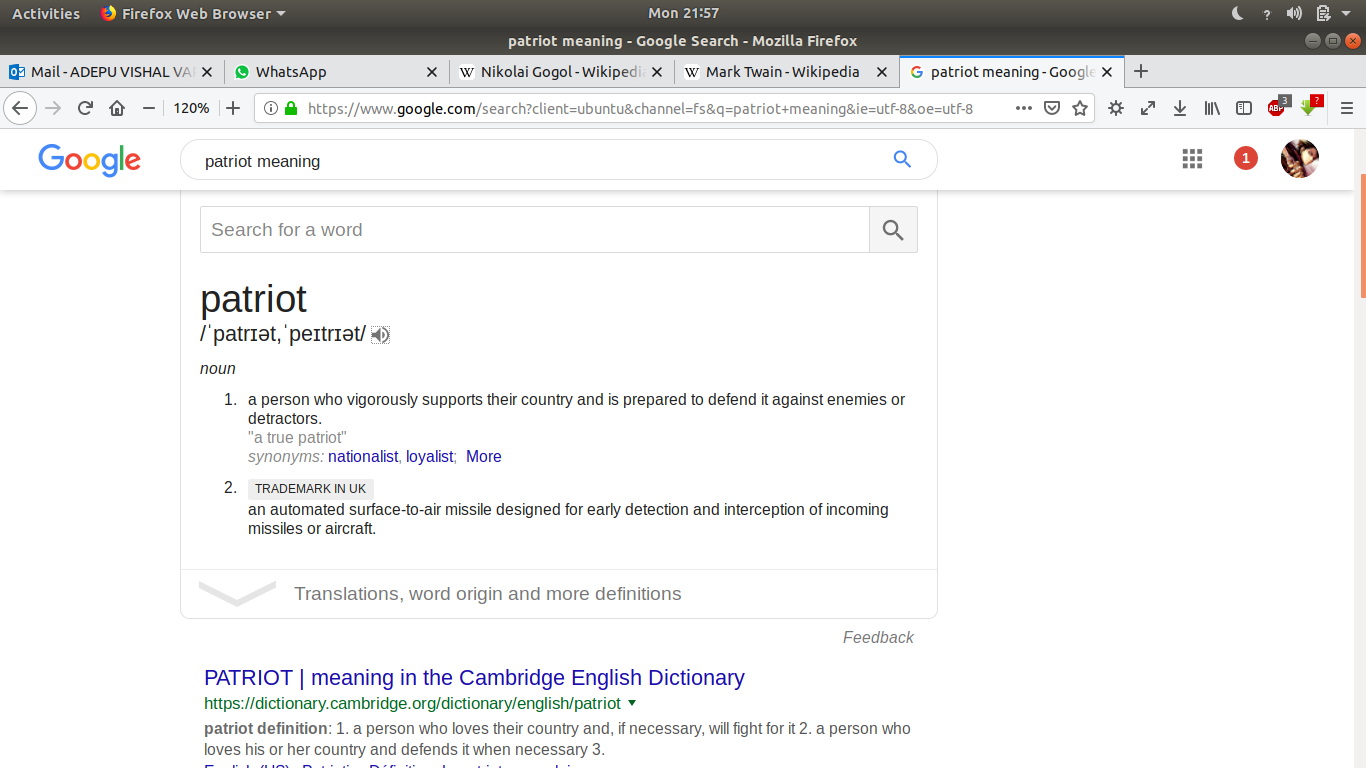 Activities Firefox Web Browser Mon 21:57
patriot meaning - Google Search - Mozilla Firefox
Mail - ADEPU VISHAL VA WhatsApp Nikolai Gogol - Wikipedi Mark Twain - Wikipedia patriot meaning - Google
120% https://www.google.com/search?client=ubuntu&channel=fs&q=patriot+meaning&ie=utf-8&oe=utf-8 ABP 3 ?
Google patriot meaning 1
Search for a word
patriot
/ˈpatrɪət,ˈpeɪtrɪət/
noun
1. a person who vigorously supports their country and is prepared to defend it against enemies or
detractors.
"a true patriot"
synonyms: nationalist, loyalist; More
2. TRADEMARK IN UK
an automated surface-to-air missile designed for early detection and interception of incoming
missiles or aircraft.
Translations, word origin and more definitions
Feedback
PATRIOT | meaning in the Cambridge English Dictionary
https://dictionary.cambridge.org/dictionary/english/patriot
patriot definition: 1. a person who loves their country and, if necessary, will fight for it 2. a person who
loves his or her country and defends it when necessary 3.